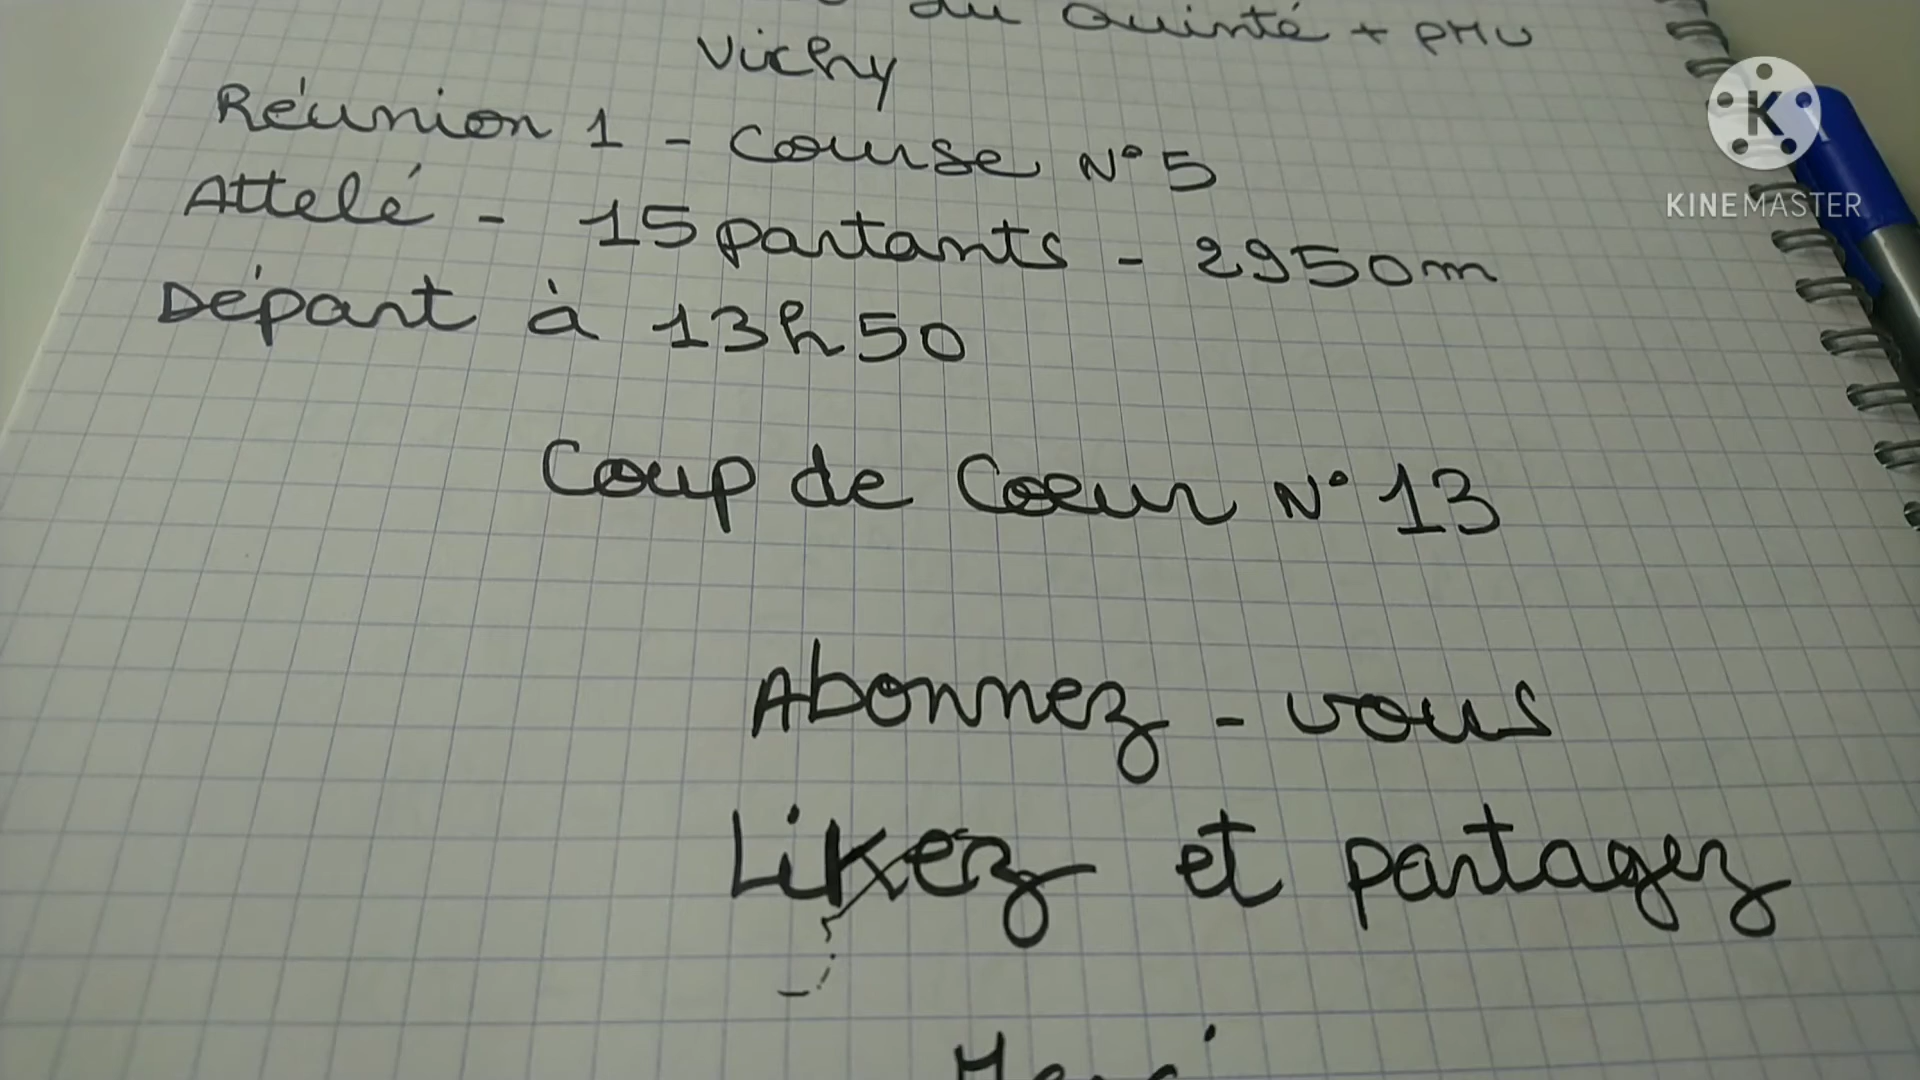 du Quinté + PMU
Vichy
Réunion 1 - Course N° 5
Attelé - 15 partants - 2950m
Départ à 13h50
Coup de Coeur N° 13
Abonnez-vous
Likez et partagez
Merci
K
KINEMASTER